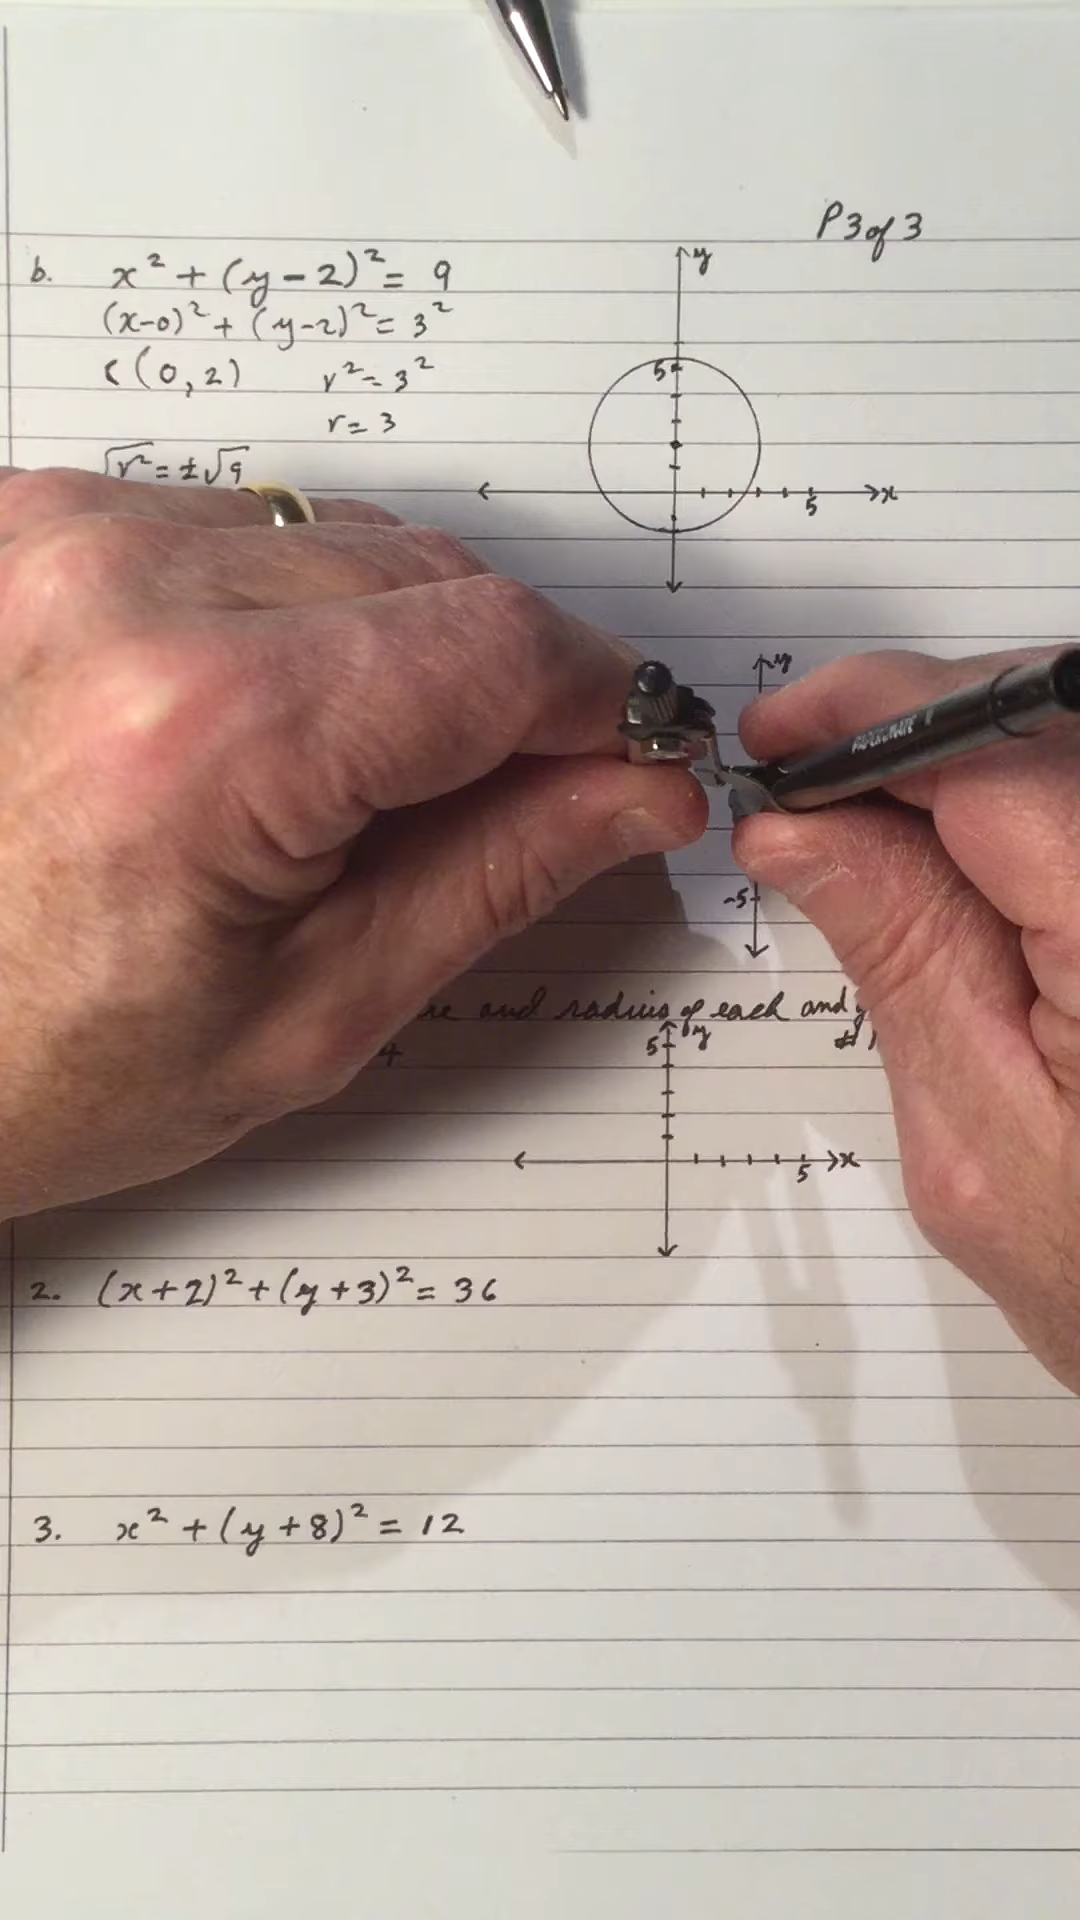 P3 of 3
b. x² + (y - 2)² = 9
(x-0)² + (y-2)² = 3²
C (0, 2) r² = 3²
r = 3
√r² = ±√9
y
5
x
5
PAPERMATE
y
-5
and radius of each and
4
5
y
#1
x
5
2. (x+2)² + (y+3)² = 36
3. x² + (y+8)² = 12